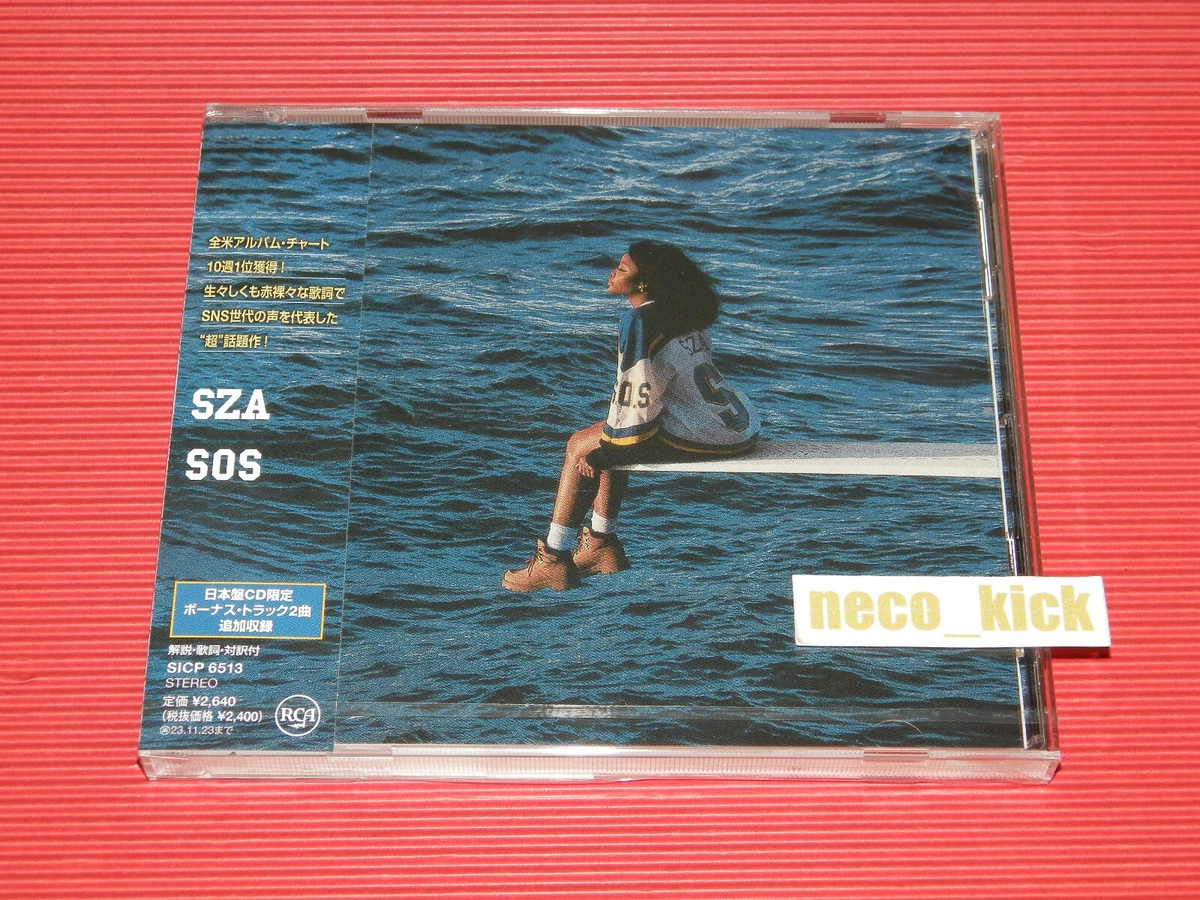 全米アルバム・チャート
10週1位獲得!
生々しくも赤裸々な歌詞で
SNS世代の声を代表した
“超”話題作!
SZA
SOS
日本盤CD限定
ボーナス・トラック2曲
追加収録
解説・歌詞・対訳付
SICP 6513
STEREO
定価 ¥2,640
(税抜価格 ¥2,400)
23.11.23まで
RCA
SZA
S
S.O.S
neco_kick